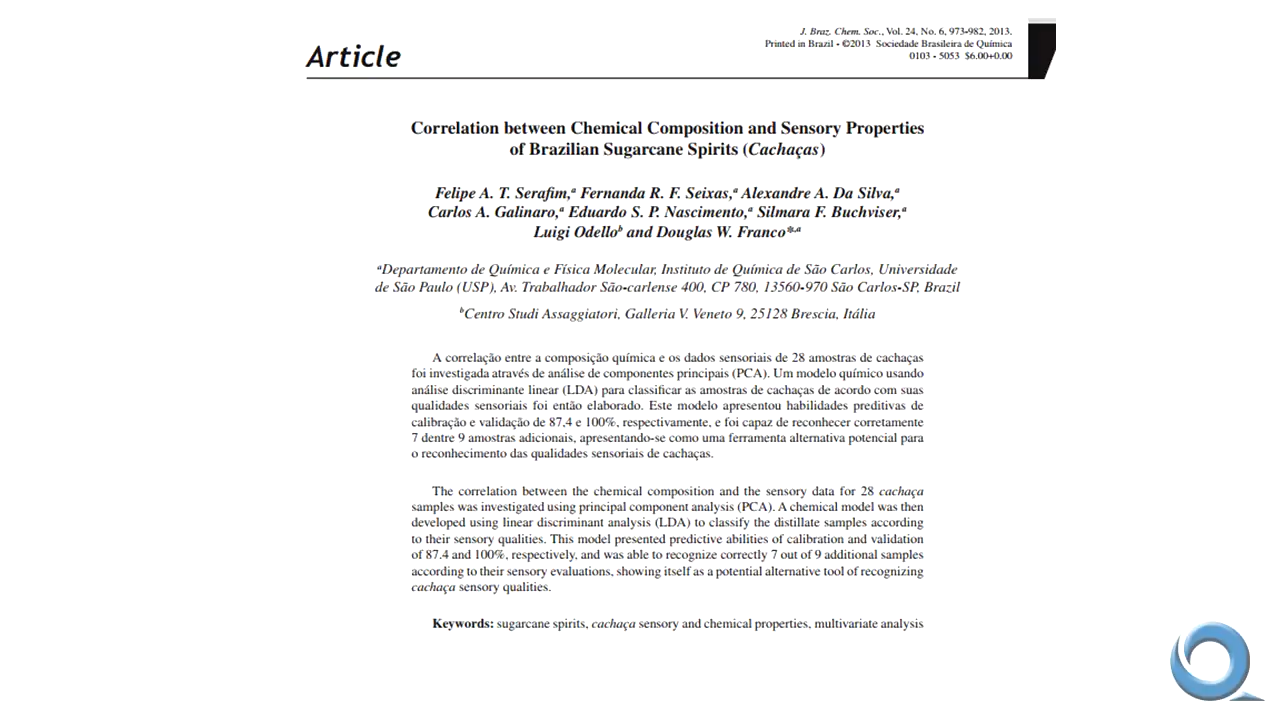 Article
J. Braz. Chem. Soc., Vol. 24, No. 6, 973-982, 2013.
Printed in Brazil - ©2013 Sociedade Brasileira de Química
0103 - 5053 $6.00+0.00
Correlation between Chemical Composition and Sensory Properties
of Brazilian Sugarcane Spirits (Cachaças)
Felipe A. T. Serafim,a Fernanda R. F. Seixas,a Alexandre A. Da Silva,a
Carlos A. Galinaro,a Eduardo S. P. Nascimento,a Silmara F. Buchviser,a
Luigi Odellob and Douglas W. Franco*,a
aDepartamento de Química e Física Molecular, Instituto de Química de São Carlos, Universidade
de São Paulo (USP), Av. Trabalhador São-carlense 400, CP 780, 13560-970 São Carlos-SP, Brazil
bCentro Studi Assaggiatori, Galleria V. Veneto 9, 25128 Brescia, Itália
A correlação entre a composição química e os dados sensoriais de 28 amostras de cachaças
foi investigada através de análise de componentes principais (PCA). Um modelo químico usando
análise discriminante linear (LDA) para classificar as amostras de cachaças de acordo com suas
qualidades sensoriais foi então elaborado. Este modelo apresentou habilidades preditivas de
calibração e validação de 87,4 e 100%, respectivamente, e foi capaz de reconhecer corretamente
7 dentre 9 amostras adicionais, apresentando-se como uma ferramenta alternativa potencial para
o reconhecimento das qualidades sensoriais de cachaças.
The correlation between the chemical composition and the sensory data for 28 cachaça
samples was investigated using principal component analysis (PCA). A chemical model was then
developed using linear discriminant analysis (LDA) to classify the distillate samples according
to their sensory qualities. This model presented predictive abilities of calibration and validation
of 87.4 and 100%, respectively, and was able to recognize correctly 7 out of 9 additional samples
according to their sensory evaluations, showing itself as a potential alternative tool of recognizing
cachaça sensory qualities.
Keywords: sugarcane spirits, cachaça sensory and chemical properties, multivariate analysis